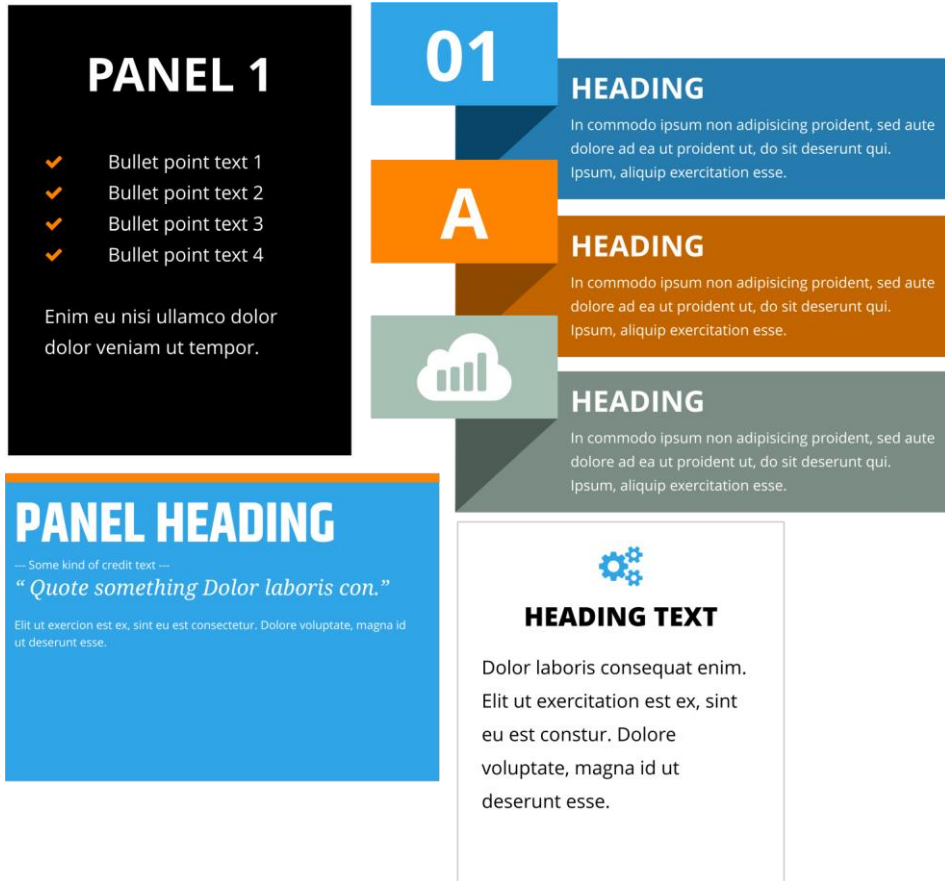 PANEL 1
Bullet point text 1
Bullet point text 2
Bullet point text 3
Bullet point text 4
Enim eu nisi ullamco dolor
dolor veniam ut tempor.
01
HEADING
In commodo ipsum non adipisicing proident, sed aute
dolore ad ea ut proident ut, do sit deserunt qui.
Ipsum, aliquip exercitation esse.
A
HEADING
In commodo ipsum non adipisicing proident, sed aute
dolore ad ea ut proident ut, do sit deserunt qui.
Ipsum, aliquip exercitation esse.
HEADING
In commodo ipsum non adipisicing proident, sed aute
dolore ad ea ut proident ut, do sit deserunt qui.
Ipsum, aliquip exercitation esse.
PANEL HEADING
--- Some kind of credit text ---
“ Quote something Dolor laboris con.”
Elit ut exercion est ex, sint eu est consectetur. Dolore voluptate, magna id
ut deserunt esse.
HEADING TEXT
Dolor laboris consequat enim.
Elit ut exercitation est ex, sint
eu est constur. Dolore
voluptate, magna id ut
deserunt esse.